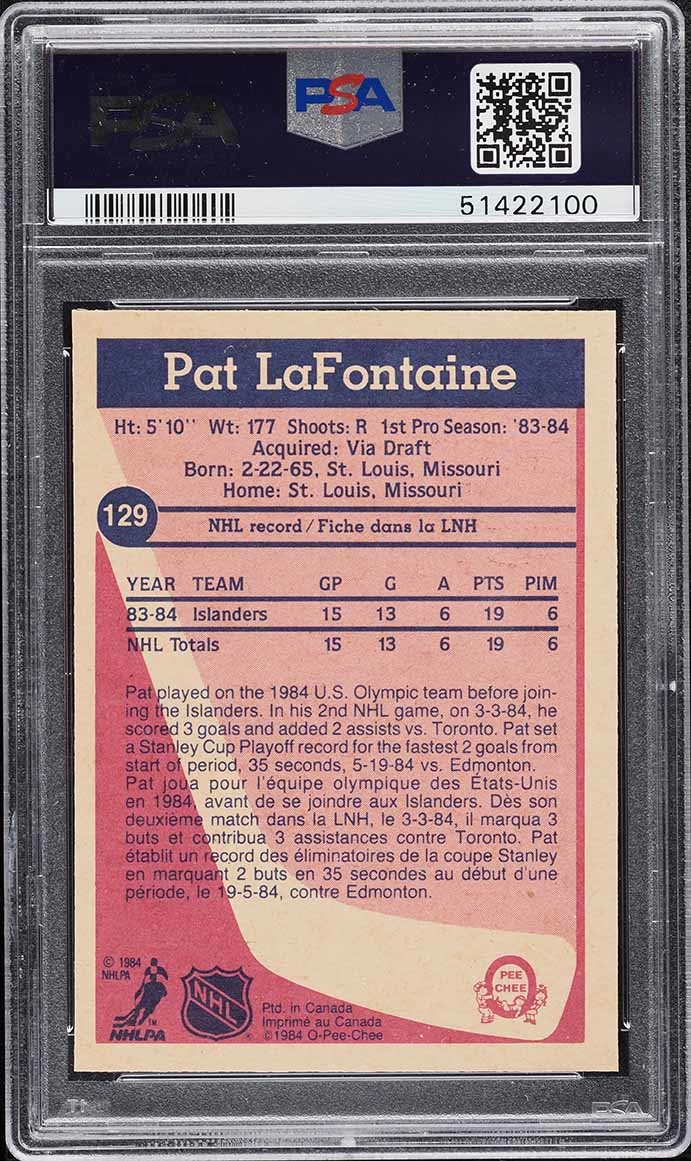 PSA
PSA
51422100
Pat LaFontaine
Ht: 5'10'' Wt: 177 Shoots: R 1st Pro Season: '83-84
Acquired: Via Draft
Born: 2-22-65, St. Louis, Missouri
Home: St. Louis, Missouri
129
NHL record/Fiche dans la LNH
YEAR TEAM GP G A PTS PIM
83-84 Islanders 15 13 6 19 6
NHL Totals 15 13 6 19 6
Pat played on the 1984 U.S. Olympic team before join-
ing the Islanders. In his 2nd NHL game, on 3-3-84, he
scored 3 goals and added 2 assists vs. Toronto. Pat set
a Stanley Cup Playoff record for the fastest 2 goals from
start of period, 35 seconds, 5-19-84 vs. Edmonton.
Pat joua pour l'équipe olympique des États-Unis
en 1984, avant de se joindre aux Islanders. Dès son
deuxième match dans la LNH, le 3-3-84, il marqua 3
buts et contribua 3 assistances contre Toronto. Pat
établit un record des éliminatoires de la coupe Stanley
en marquant 2 buts en 35 secondes au début d'une
période, le 19-5-84, contre Edmonton.
© 1984
NHLPA
TM
NHLPA
NHL
Ptd. in Canada
Imprimé au Canada
©1984 O-Pee-Chee
PEE
CHEE
PSA